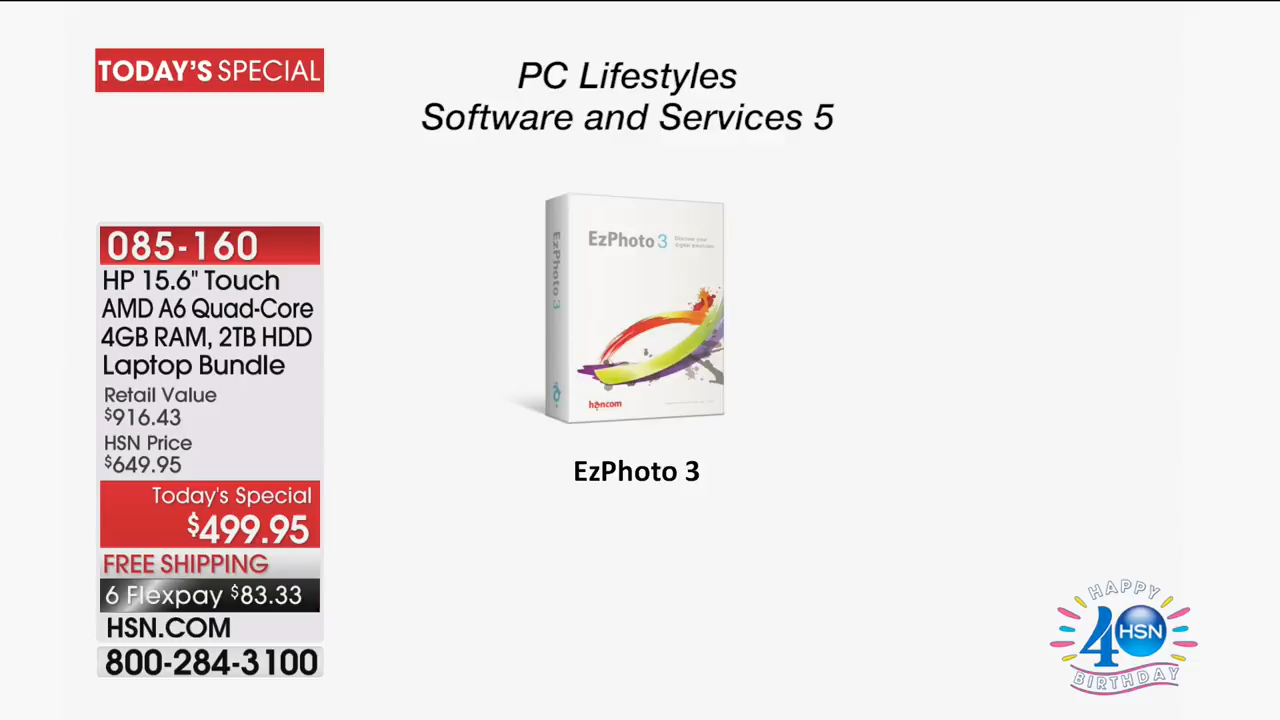 TODAY'S SPECIAL
PC Lifestyles
Software and Services 5
085-160
HP 15.6" Touch
AMD A6 Quad-Core
4GB RAM, 2TB HDD
Laptop Bundle
Retail Value
$916.43
HSN Price
$649.95
Today's Special
$499.95
FREE SHIPPING
6 Flexpay $83.33
HSN.COM
800-284-3100
EzPhoto 3
EzPhoto 3
Discover your
hancom
EzPhoto 3
HAPPY
40 HSN
BIRTHDAY